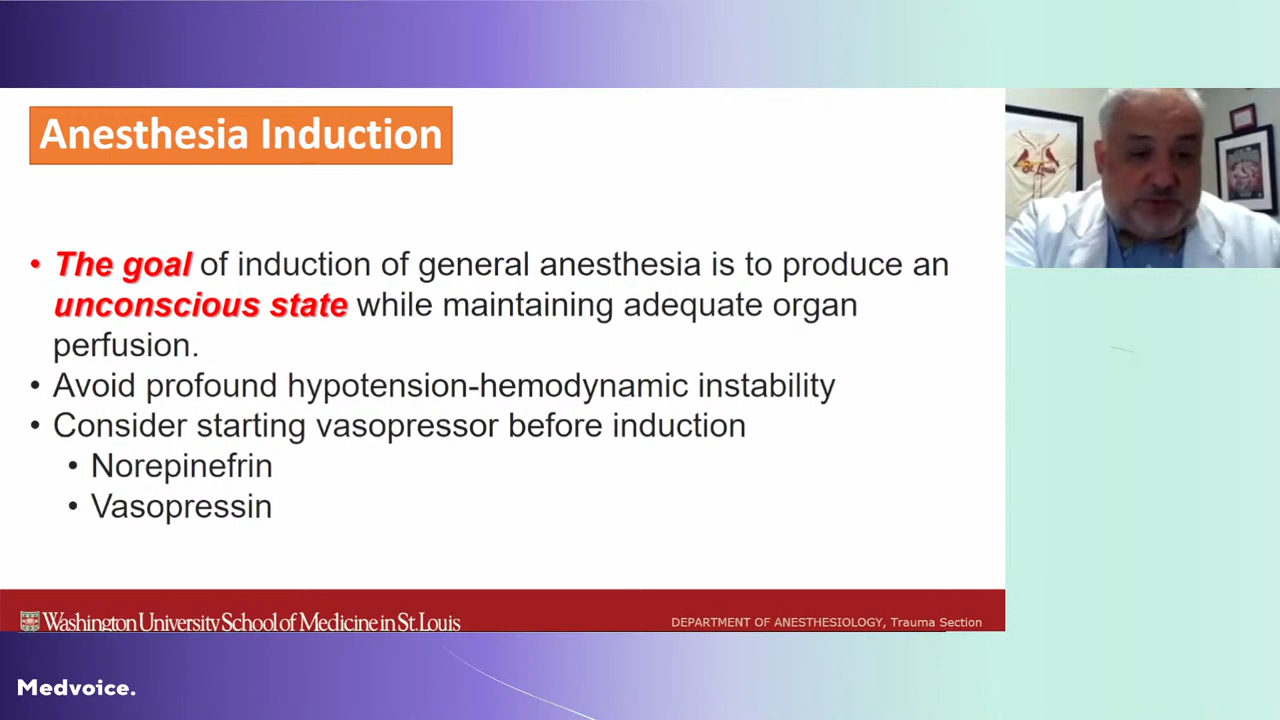 Anesthesia Induction
St. Louis
• The goal of induction of general anesthesia is to produce an
unconscious state while maintaining adequate organ
perfusion.
• Avoid profound hypotension-hemodynamic instability
• Consider starting vasopressor before induction
• Norepinefrin
• Vasopressin
Washington University School of Medicine in St. Louis
DEPARTMENT OF ANESTHESIOLOGY, Trauma Section
Medvoice.